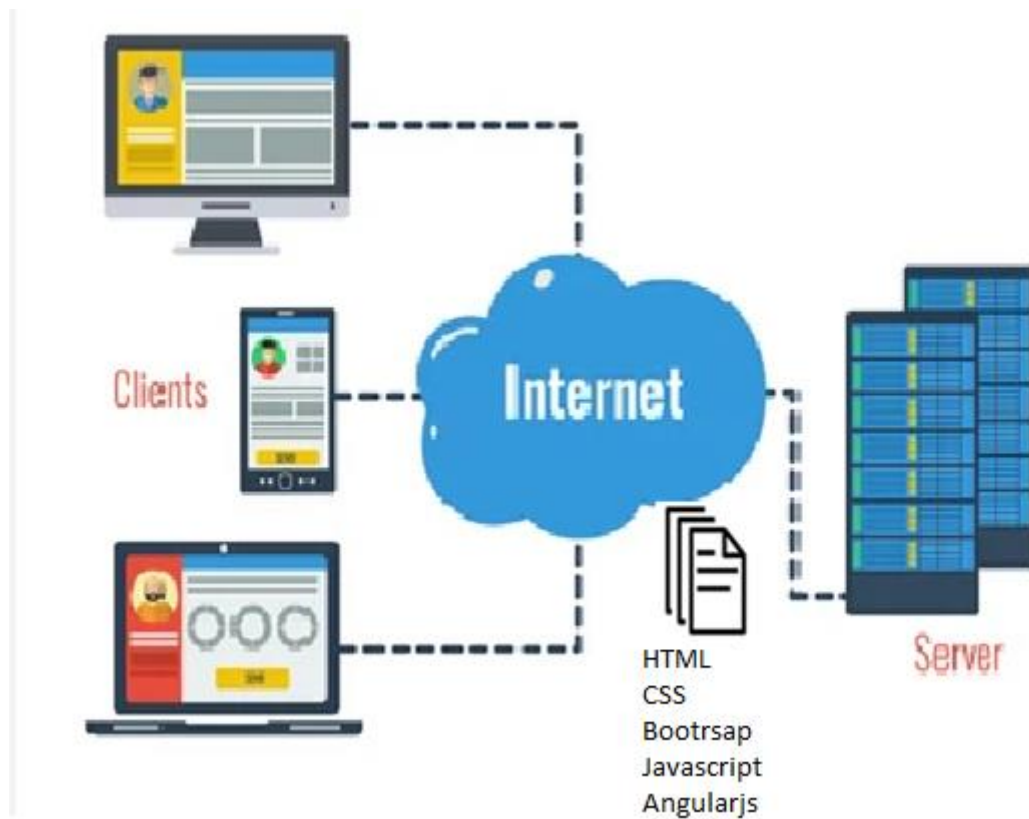 Clients
Internet
HTML
CSS
Bootrsap
Javascript
Angularjs
Server